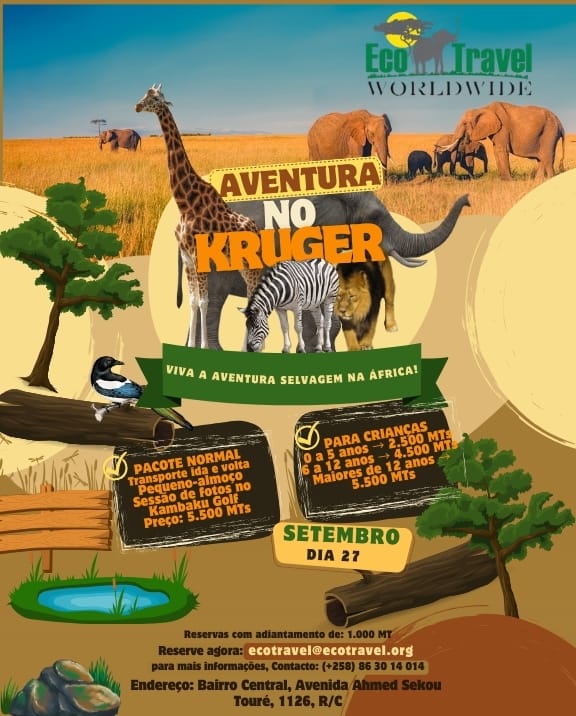 Eco Travel
WORLDWIDE
AVENTURA
NO
KRUGER
VIVA A AVENTURA SELVAGEM NA ÁFRICA!
PACOTE NORMAL
Transporte ida e volta
Pequeno-almoço
Sessão de fotos no
Kambaku Golf
Preço: 5.500 MTs
PARA CRIANÇAS
0 a 5 anos → 2.500 MTs
6 a 12 anos → 4.500 MTs
Maiores de 12 anos
5.500 MTs
SETEMBRO
DIA 27
Reservas com adiantamento de: 1.000 MT
Reserve agora: ecotravel@ecotravel.org
para mais informações, Contacto: (+258) 86 30 14 014
Endereço: Bairro Central, Avenida Ahmed Sekou
Touré, 1126, R/C